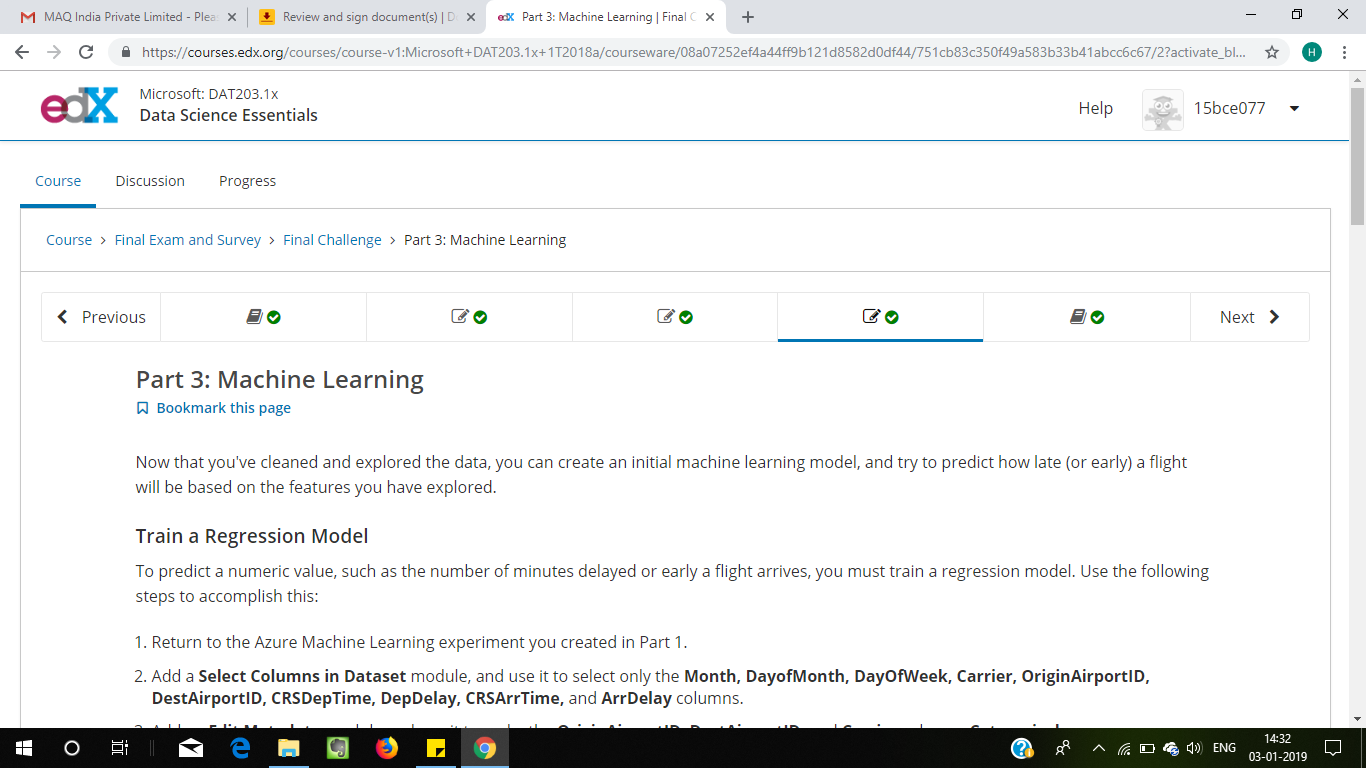 MAQ India Private Limited - Plea
Review and sign document(s) | D
edX Part 3: Machine Learning | Final C
https://courses.edx.org/courses/course-v1:Microsoft+DAT203.1x+1T2018a/courseware/08a07252ef4a44ff9b121d8582d0df44/751cb83c350f49a583b33b41abcc6c67/2?activate_bl...
H
edX
Microsoft: DAT203.1x
Data Science Essentials
Help
15bce077
Course Discussion Progress
Course > Final Exam and Survey > Final Challenge > Part 3: Machine Learning
Previous
Next
Part 3: Machine Learning
Bookmark this page
Now that you've cleaned and explored the data, you can create an initial machine learning model, and try to predict how late (or early) a flight
will be based on the features you have explored.
Train a Regression Model
To predict a numeric value, such as the number of minutes delayed or early a flight arrives, you must train a regression model. Use the following
steps to accomplish this:
1. Return to the Azure Machine Learning experiment you created in Part 1.
2. Add a Select Columns in Dataset module, and use it to select only the Month, DayofMonth, DayOfWeek, Carrier, OriginAirportID,
DestAirportID, CRSDepTime, DepDelay, CRSArrTime, and ArrDelay columns.
ENG
14:32
03-01-2019